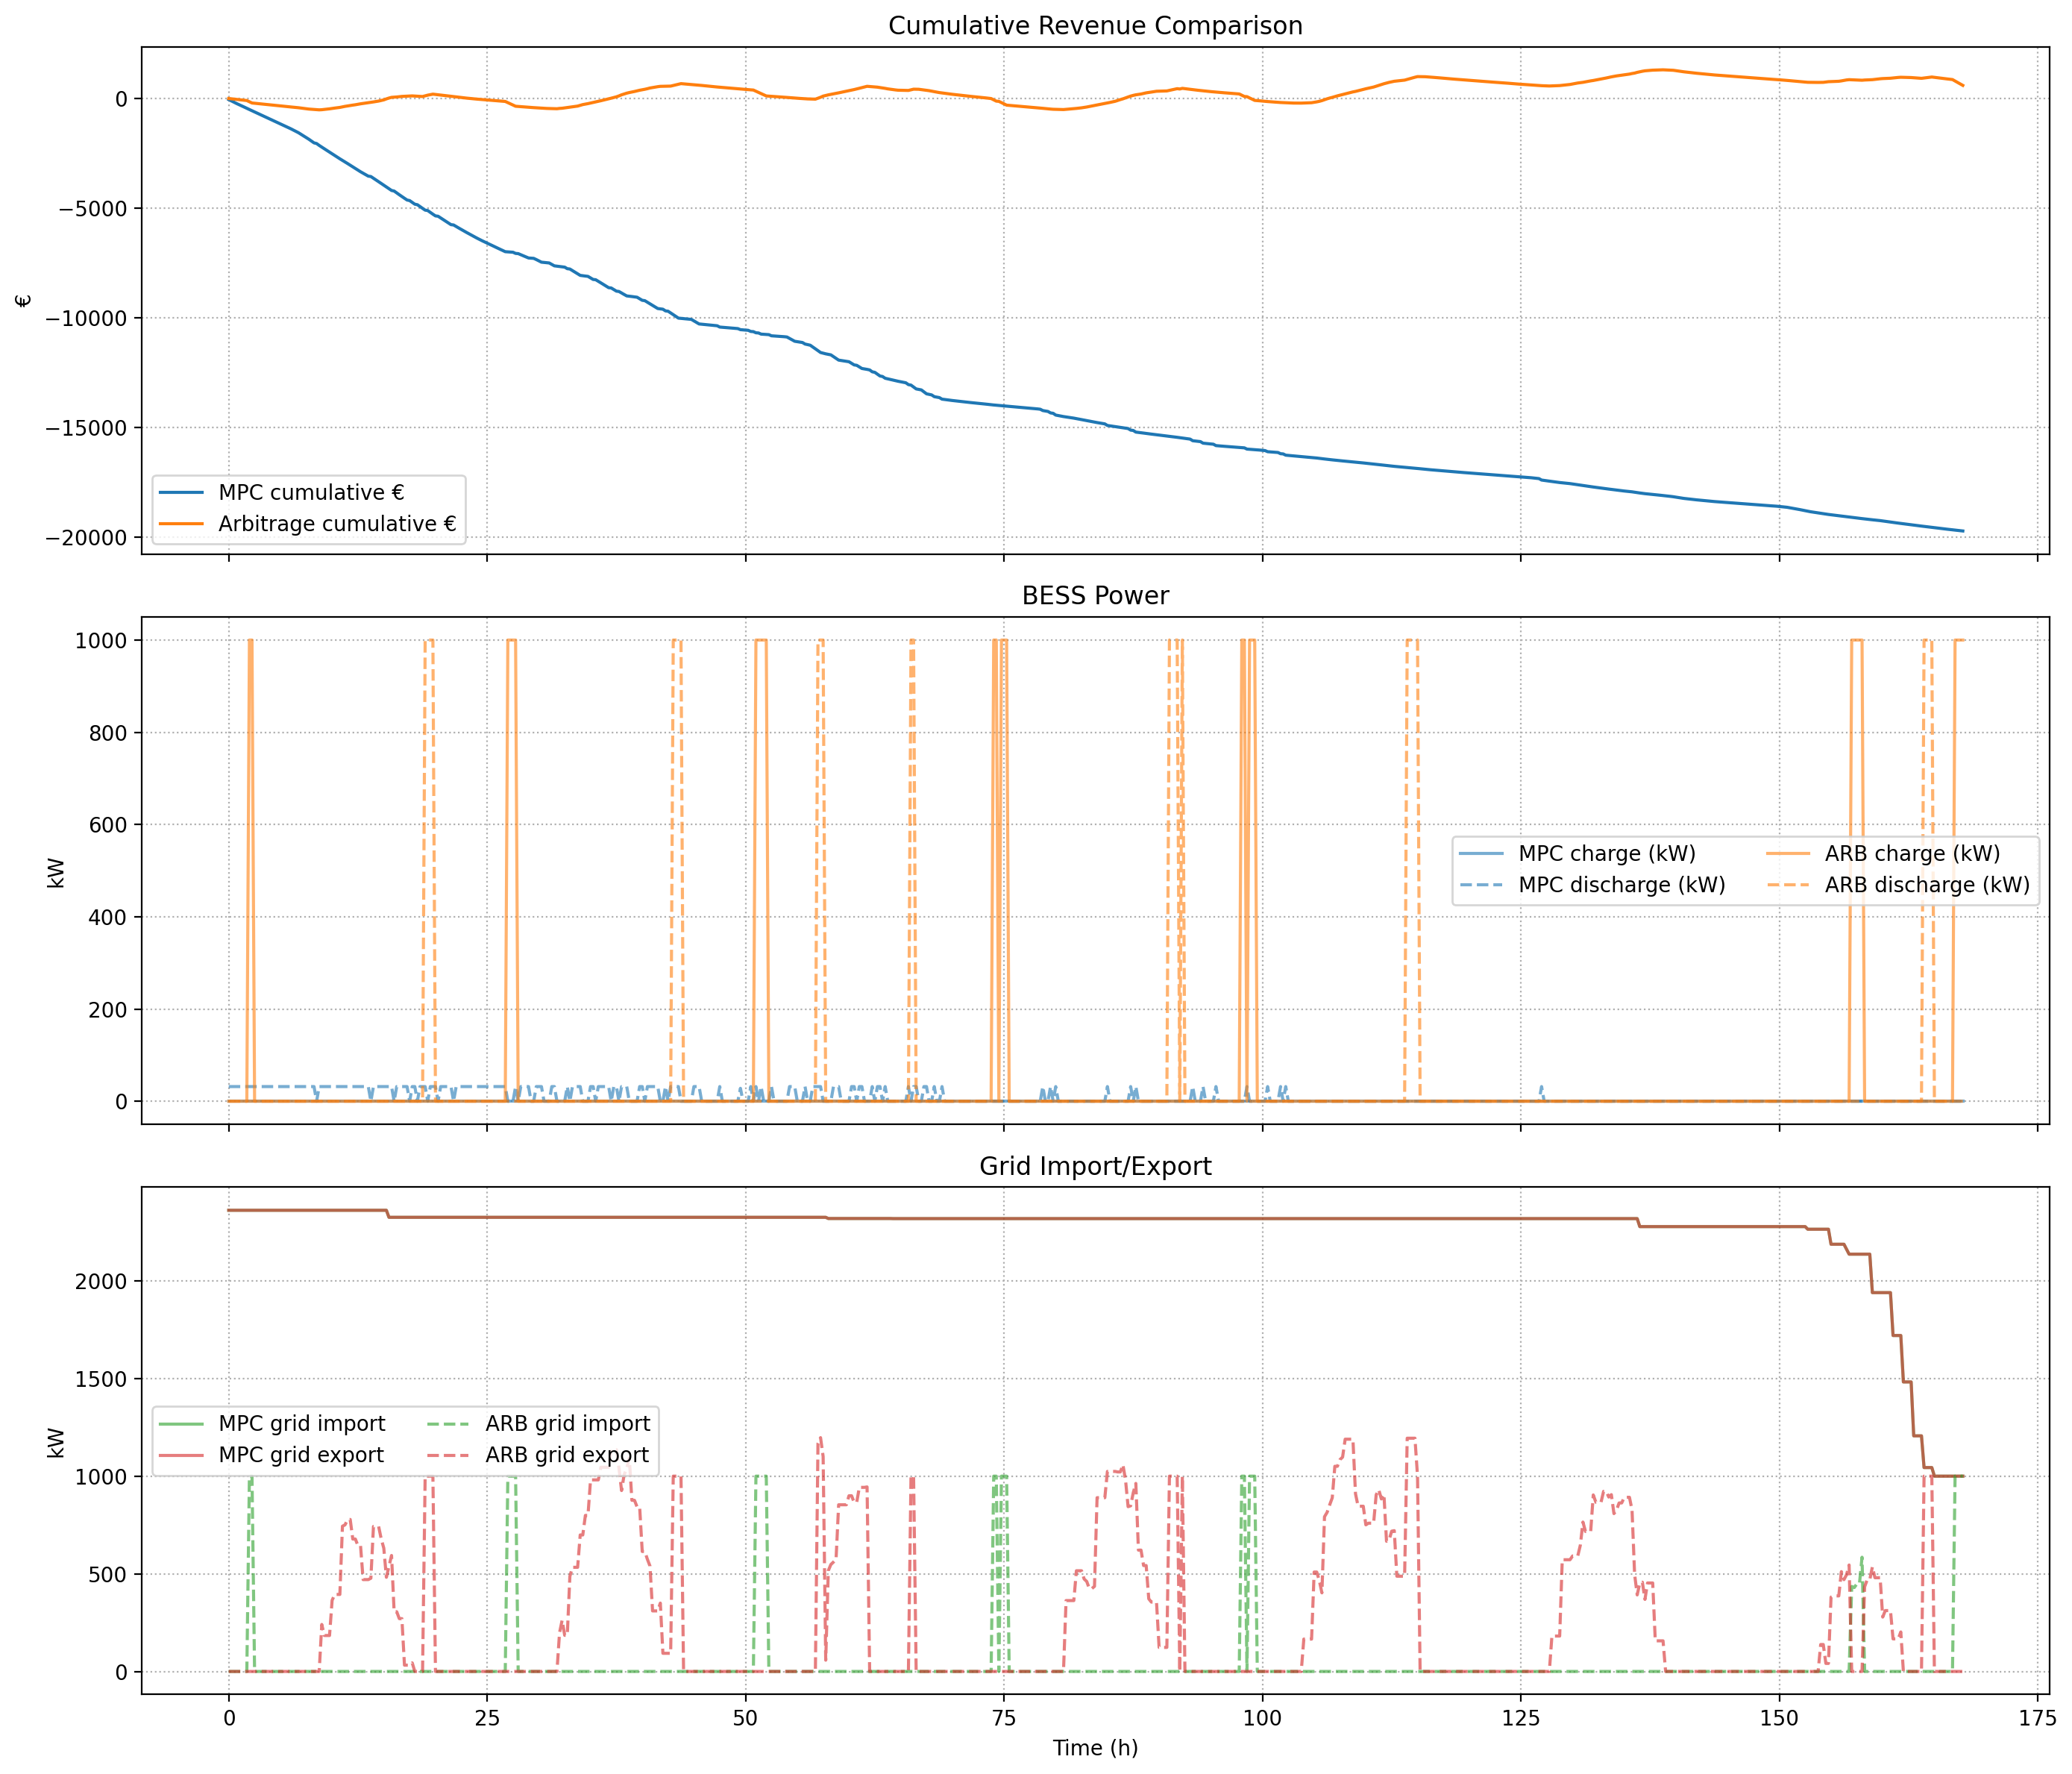 Cumulative Revenue Comparison
0
−5000
−10000
−15000
−20000
€
MPC cumulative €
Arbitrage cumulative €
BESS Power
1000
800
600
400
200
0
kW
MPC charge (kW)
MPC discharge (kW)
ARB charge (kW)
ARB discharge (kW)
Grid Import/Export
2000
1500
1000
500
0
kW
MPC grid import
MPC grid export
ARB grid import
ARB grid export
0 25 50 75 100 125 150 175
Time (h)